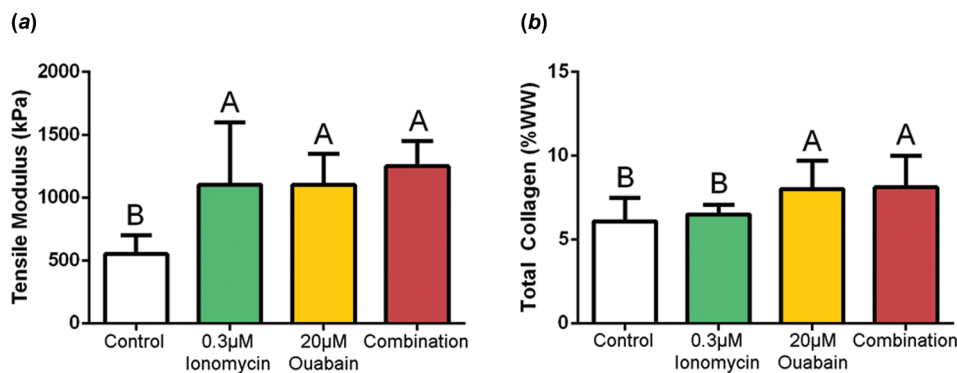 (a)
Tensile Modulus (kPa)
2000
1500
1000
500
0
B
A
A
A
Control
0.3μM
Ionomycin
20μM
Ouabain
Combination
(b)
Total Collagen (%WW)
15
10
5
0
B
B
A
A
Control
0.3μM
Ionomycin
20μM
Ouabain
Combination